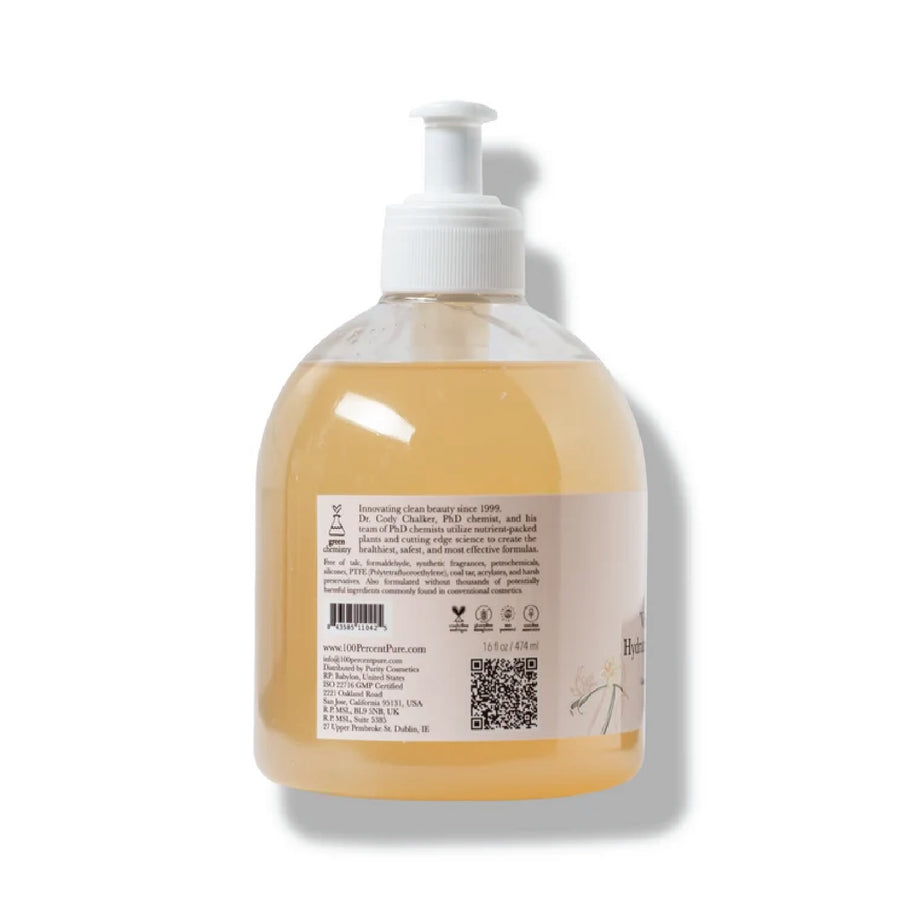 green
chemistry
Innovating clean beauty since 1999.
Dr. Cody Chalker, PhD chemist, and his
team of PhD chemists utilize nutrient-packed
plants and cutting edge science to create the
healthiest, safest, and most effective formulas.
Free of talc, formaldehyde, synthetic fragrances, petrochemicals,
silicones, PTFE (Polytetrafluoroethylene), coal tar, acrylates, and harsh
preservatives. Also formulated without thousands of potentially
harmful ingredients commonly found in conventional cosmetics.
8 43585 11042 5
www.100PercentPure.com
16 fl oz / 474 ml
info@100percentpure.com
Distributed by Purity Cosmetics
RP: Babylon, United States
ISO 22716 GMP Certified
2221 Oakland Road
San Jose, California 95131, USA
R.P. MSL, BL9 5NB, UK
R.P. MSL, Suite 5385
27 Upper Pembroke St. Dublin, IE
V
Hydra